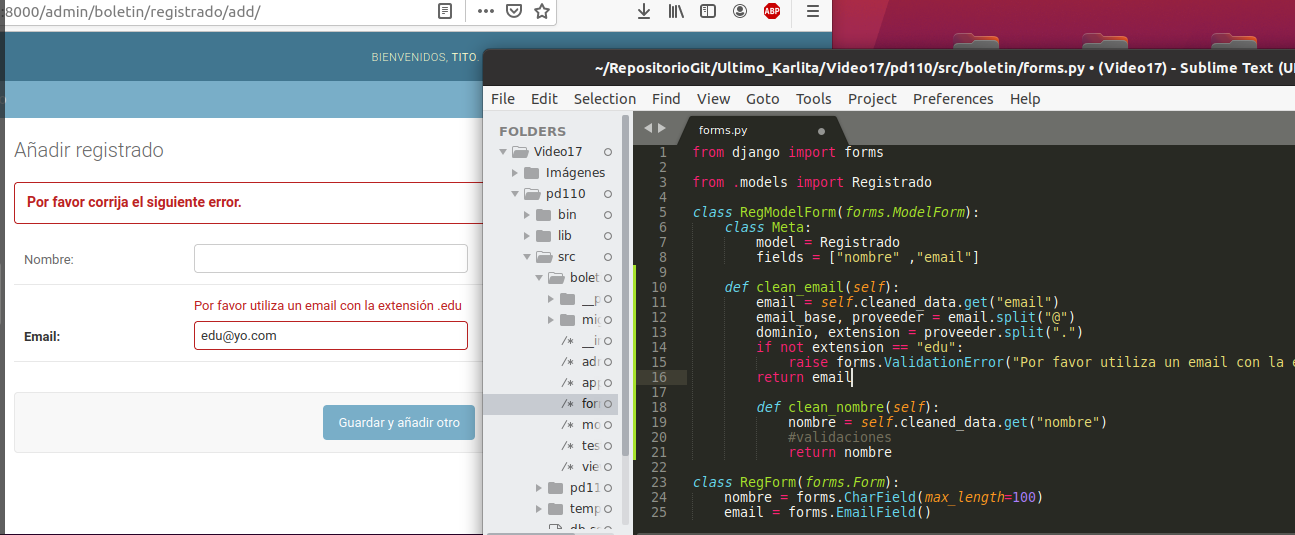 :8000/admin/boletin/registrado/add/
ABP
BIENVENIDOS, TITO.
Añadir registrado
Por favor corrija el siguiente error.
Nombre:
Por favor utiliza un email con la extensión .edu
Email:
edu@yo.com
Guardar y añadir otro
~/RepositorioGit/Ultimo_Karlita/Video17/pd110/src/boletin/forms.py • (Video17) - Sublime Text (U
File Edit Selection Find View Goto Tools Project Preferences Help
FOLDERS
Video17
Imágenes
pd110
bin
lib
src
bolet
__p
mig
/* __i
/* adr
/* app
/* for
/* mo
/* tes
/* vie
pd11
temp
forms.py
1 from django import forms
2
3 from .models import Registrado
4
5 class RegModelForm(forms.ModelForm):
6 class Meta:
7 model = Registrado
8 fields = ["nombre" ,"email"]
9
10 def clean_email(self):
11 email = self.cleaned_data.get("email")
12 email_base, proveeder = email.split("@")
13 dominio, extension = proveeder.split(".")
14 if not extension == "edu":
15 raise forms.ValidationError("Por favor utiliza un email con la e
16 return email
17
18 def clean_nombre(self):
19 nombre = self.cleaned_data.get("nombre")
20 #validaciones
21 return nombre
22
23 class RegForm(forms.Form):
24 nombre = forms.CharField(max_length=100)
25 email = forms.EmailField()